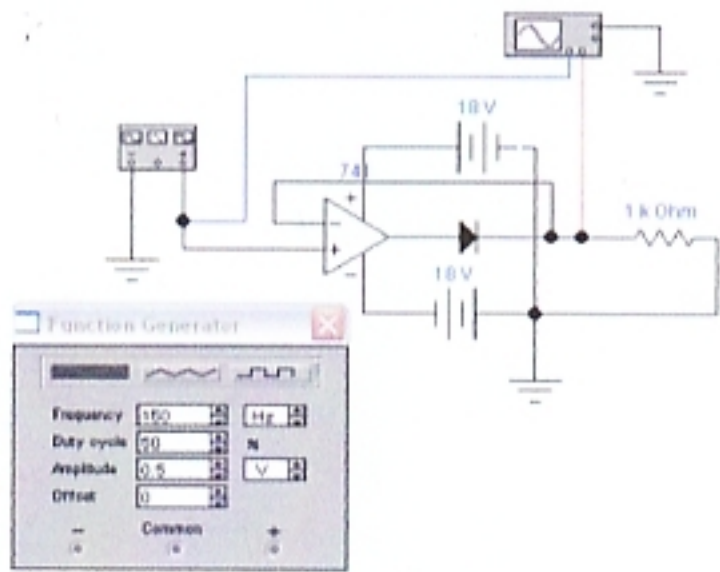 18 V
741
1 k Ohm
18 V
Function Generator
Frequency 150 Hz
Duty cycle 50 %
Amplitude 0.5 V
Offset 0
- Common +